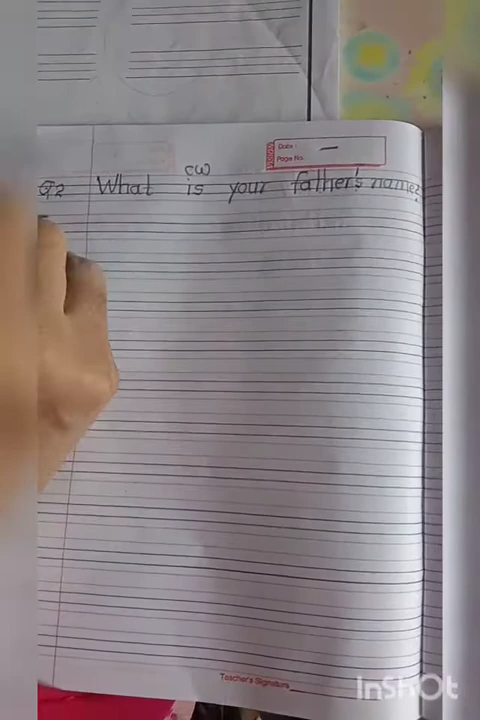 Date :
Page No.
CW
Q2 What is your father's name?
Teacher's Signature
InShOt